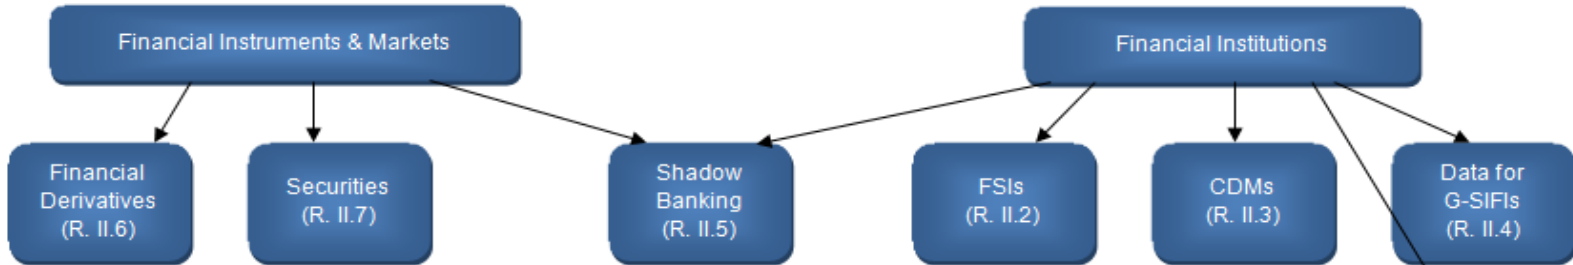 Financial Instruments & Markets
Financial Institutions
Financial
Derivatives
(R. II.6)
Securities
(R. II.7)
Shadow
Banking
(R. II.5)
FSIs
(R. II.2)
CDMs
(R. II.3)
Data for
G-SIFIs
(R. II.4)